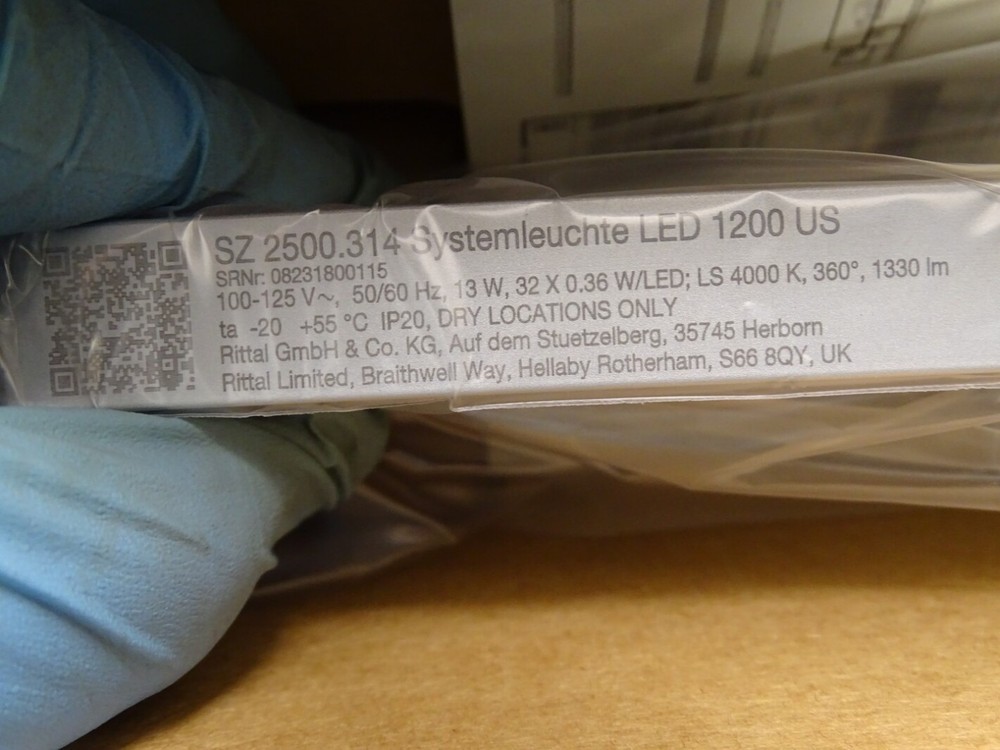 SZ 2500.314 Systemleuchte LED 1200 US
SRNr: 08231800115
100-125 V~, 50/60 Hz, 13 W, 32 X 0.36 W/LED; LS 4000 K, 360°, 1330 lm
ta -20 +55 °C IP20, DRY LOCATIONS ONLY
Rittal GmbH & Co. KG, Auf dem Stuetzelberg, 35745 Herborn
Rittal Limited, Braithwell Way, Hellaby Rotherham, S66 8QY, UK